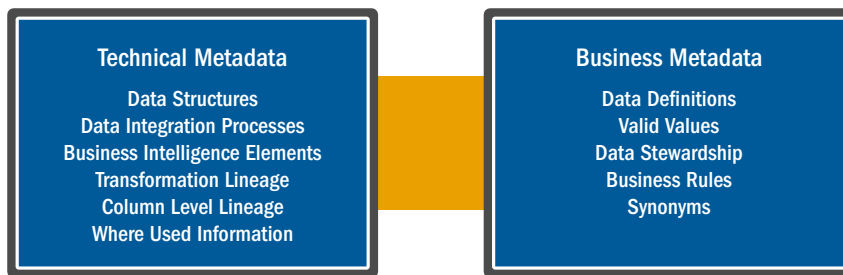 Technical Metadata
Data Structures
Data Integration Processes
Business Intelligence Elements
Transformation Lineage
Column Level Lineage
Where Used Information
Business Metadata
Data Definitions
Valid Values
Data Stewardship
Business Rules
Synonyms